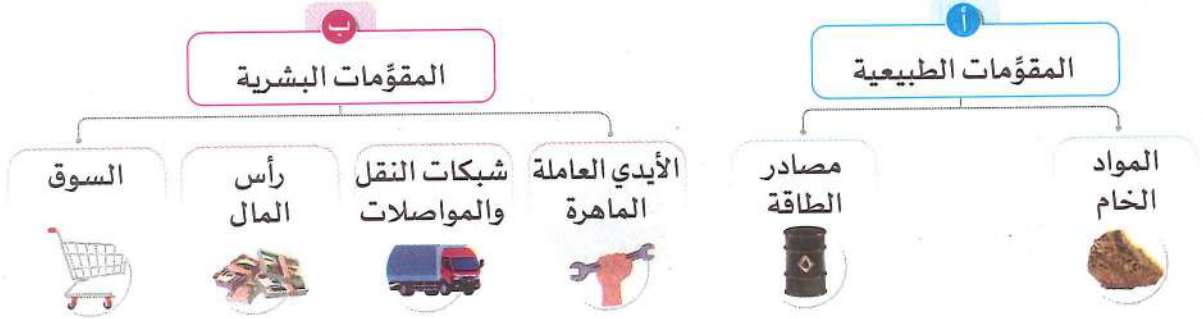 أ
المقوِّمات الطبيعية
المواد
الخام
مصادر
الطاقة
ب
المقوِّمات البشرية
الأيدي العاملة
الماهرة
شبكات النقل
والمواصلات
رأس
المال
السوق